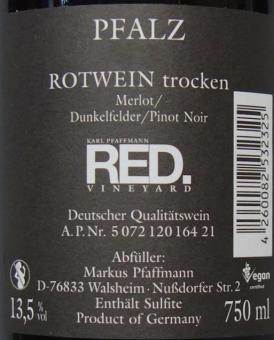 PFALZ
ROTWEIN trocken
Merlot/
Dunkelfelder/Pinot Noir
KARL PFAFFMANN
RED.
VINEYARD
Deutscher Qualitätswein
A.P.Nr. 5 072 120 164 21
Abfüller:
Markus Pfaffmann
D-76833 Walsheim · Nußdorfer Str. 2
Enthält Sulfite
Product of Germany
13,5 % vol
Vegan
certified
750 ml
4 260082 532325